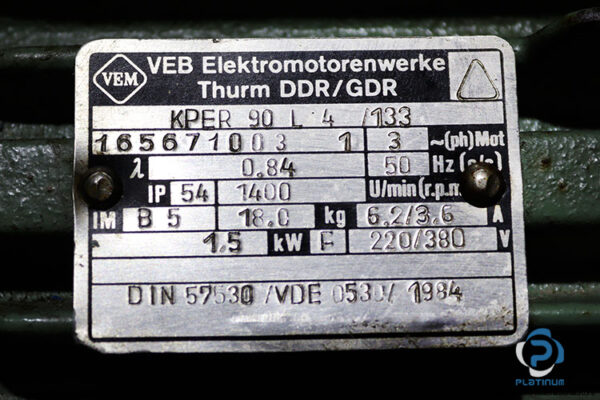 VEM
VEB Elektromotorenwerke
Thurm DDR/GDR
KPER 90 L 4 /133
165671003 1 3 ~(ph)Mot
λ 0.84 50 Hz (c/s)
IP 54 1400 U/min(r.p.m
IM B 5 18.0 kg 6.2/3.6 A
1.5 kW F 220/380 V
DIN 57530 /VDE 0530/ 1984
PLATINUM